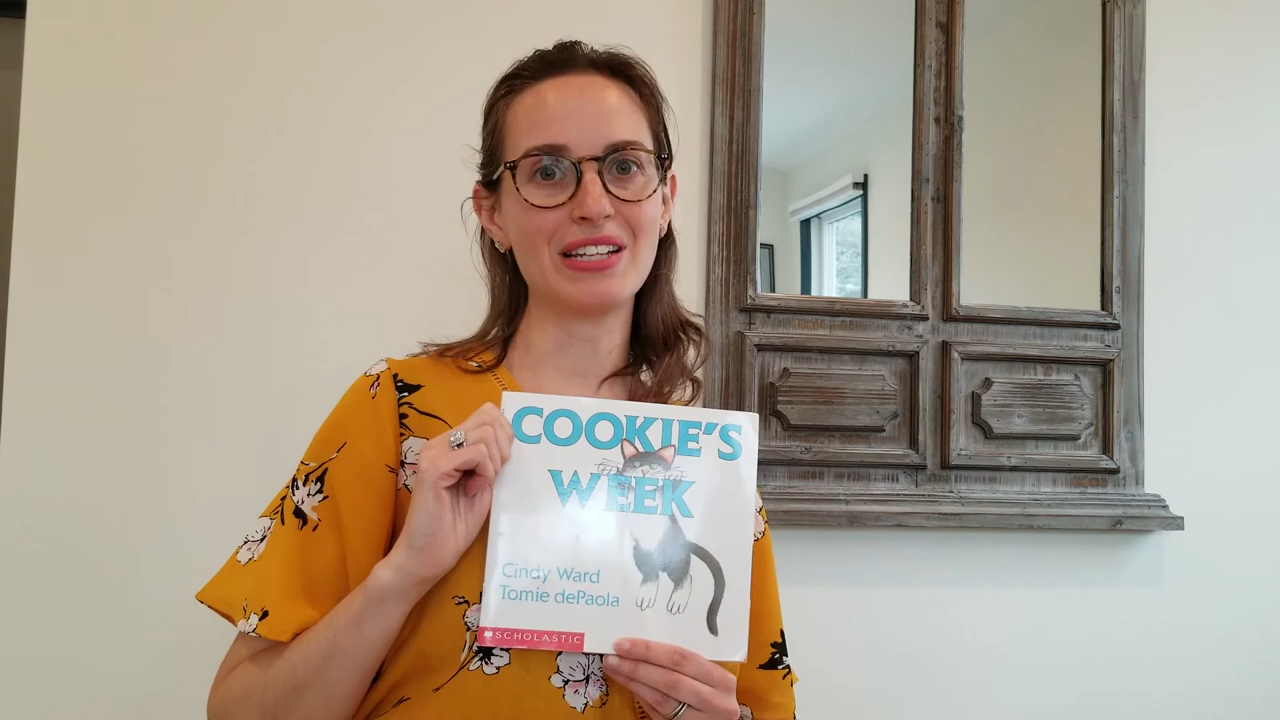 COOKIE'S
WEEK
Cindy Ward
Tomie dePaola
SCHOLASTIC